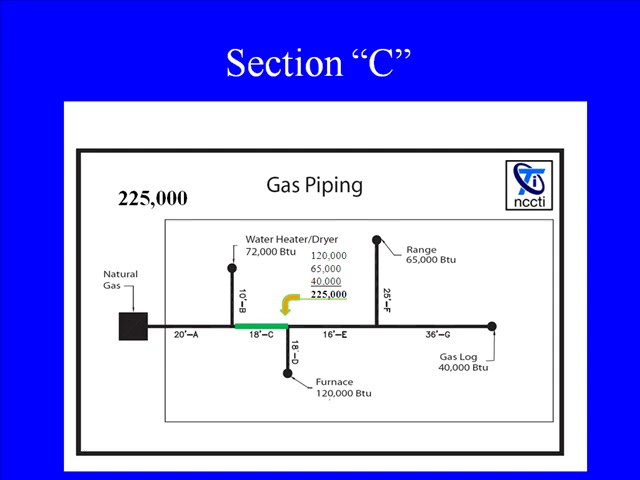 Section “C”
225,000
Gas Piping
Ti
nccti
Water Heater/Dryer
72,000 Btu
120,000
65,000
40,000
225,000
Range
65,000 Btu
Natural
Gas
10'-B
25'-F
20'-A
18'-C
16'-E
36'-G
18'-D
Gas Log
40,000 Btu
Furnace
120,000 Btu